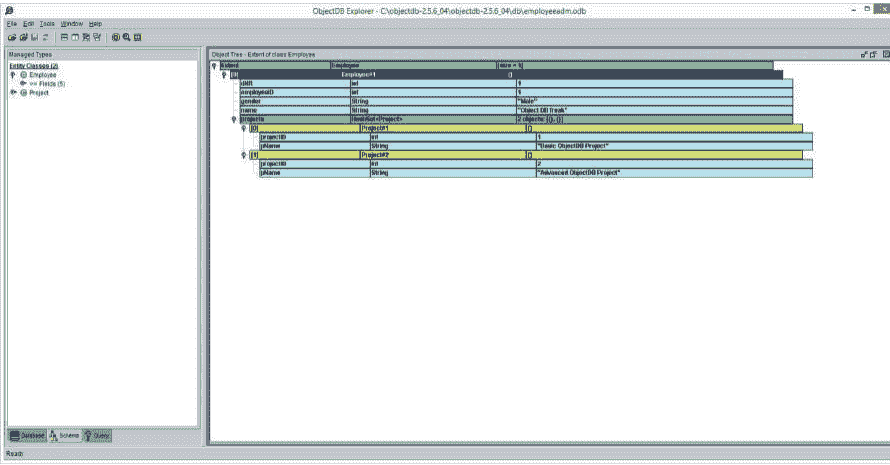 ObjectDB Explorer - C:\objectdb-2.5.6_04\objectdb-2.5.6_04\db\employeeadm.odb
File Edit Tools Window Help
Managed Types
Entity Classes (2)
Employee
Fields (5)
Project
Object Tree - Extent of class Employee
Extent Employee [size = 1]
[0] Employee#1 {}
int 1
employeeID int 1
gender String "Male"
name String "Object DB freak"
projects HashSet<Project> 2 objects: {(), ()}
[0] Project#1 {}
projectID int 1
pName String "Basic ObjectDB Project"
[1] Project#2 {}
projectID int 2
pName String "Advanced ObjectDB Project"
Database Schema Query
Ready